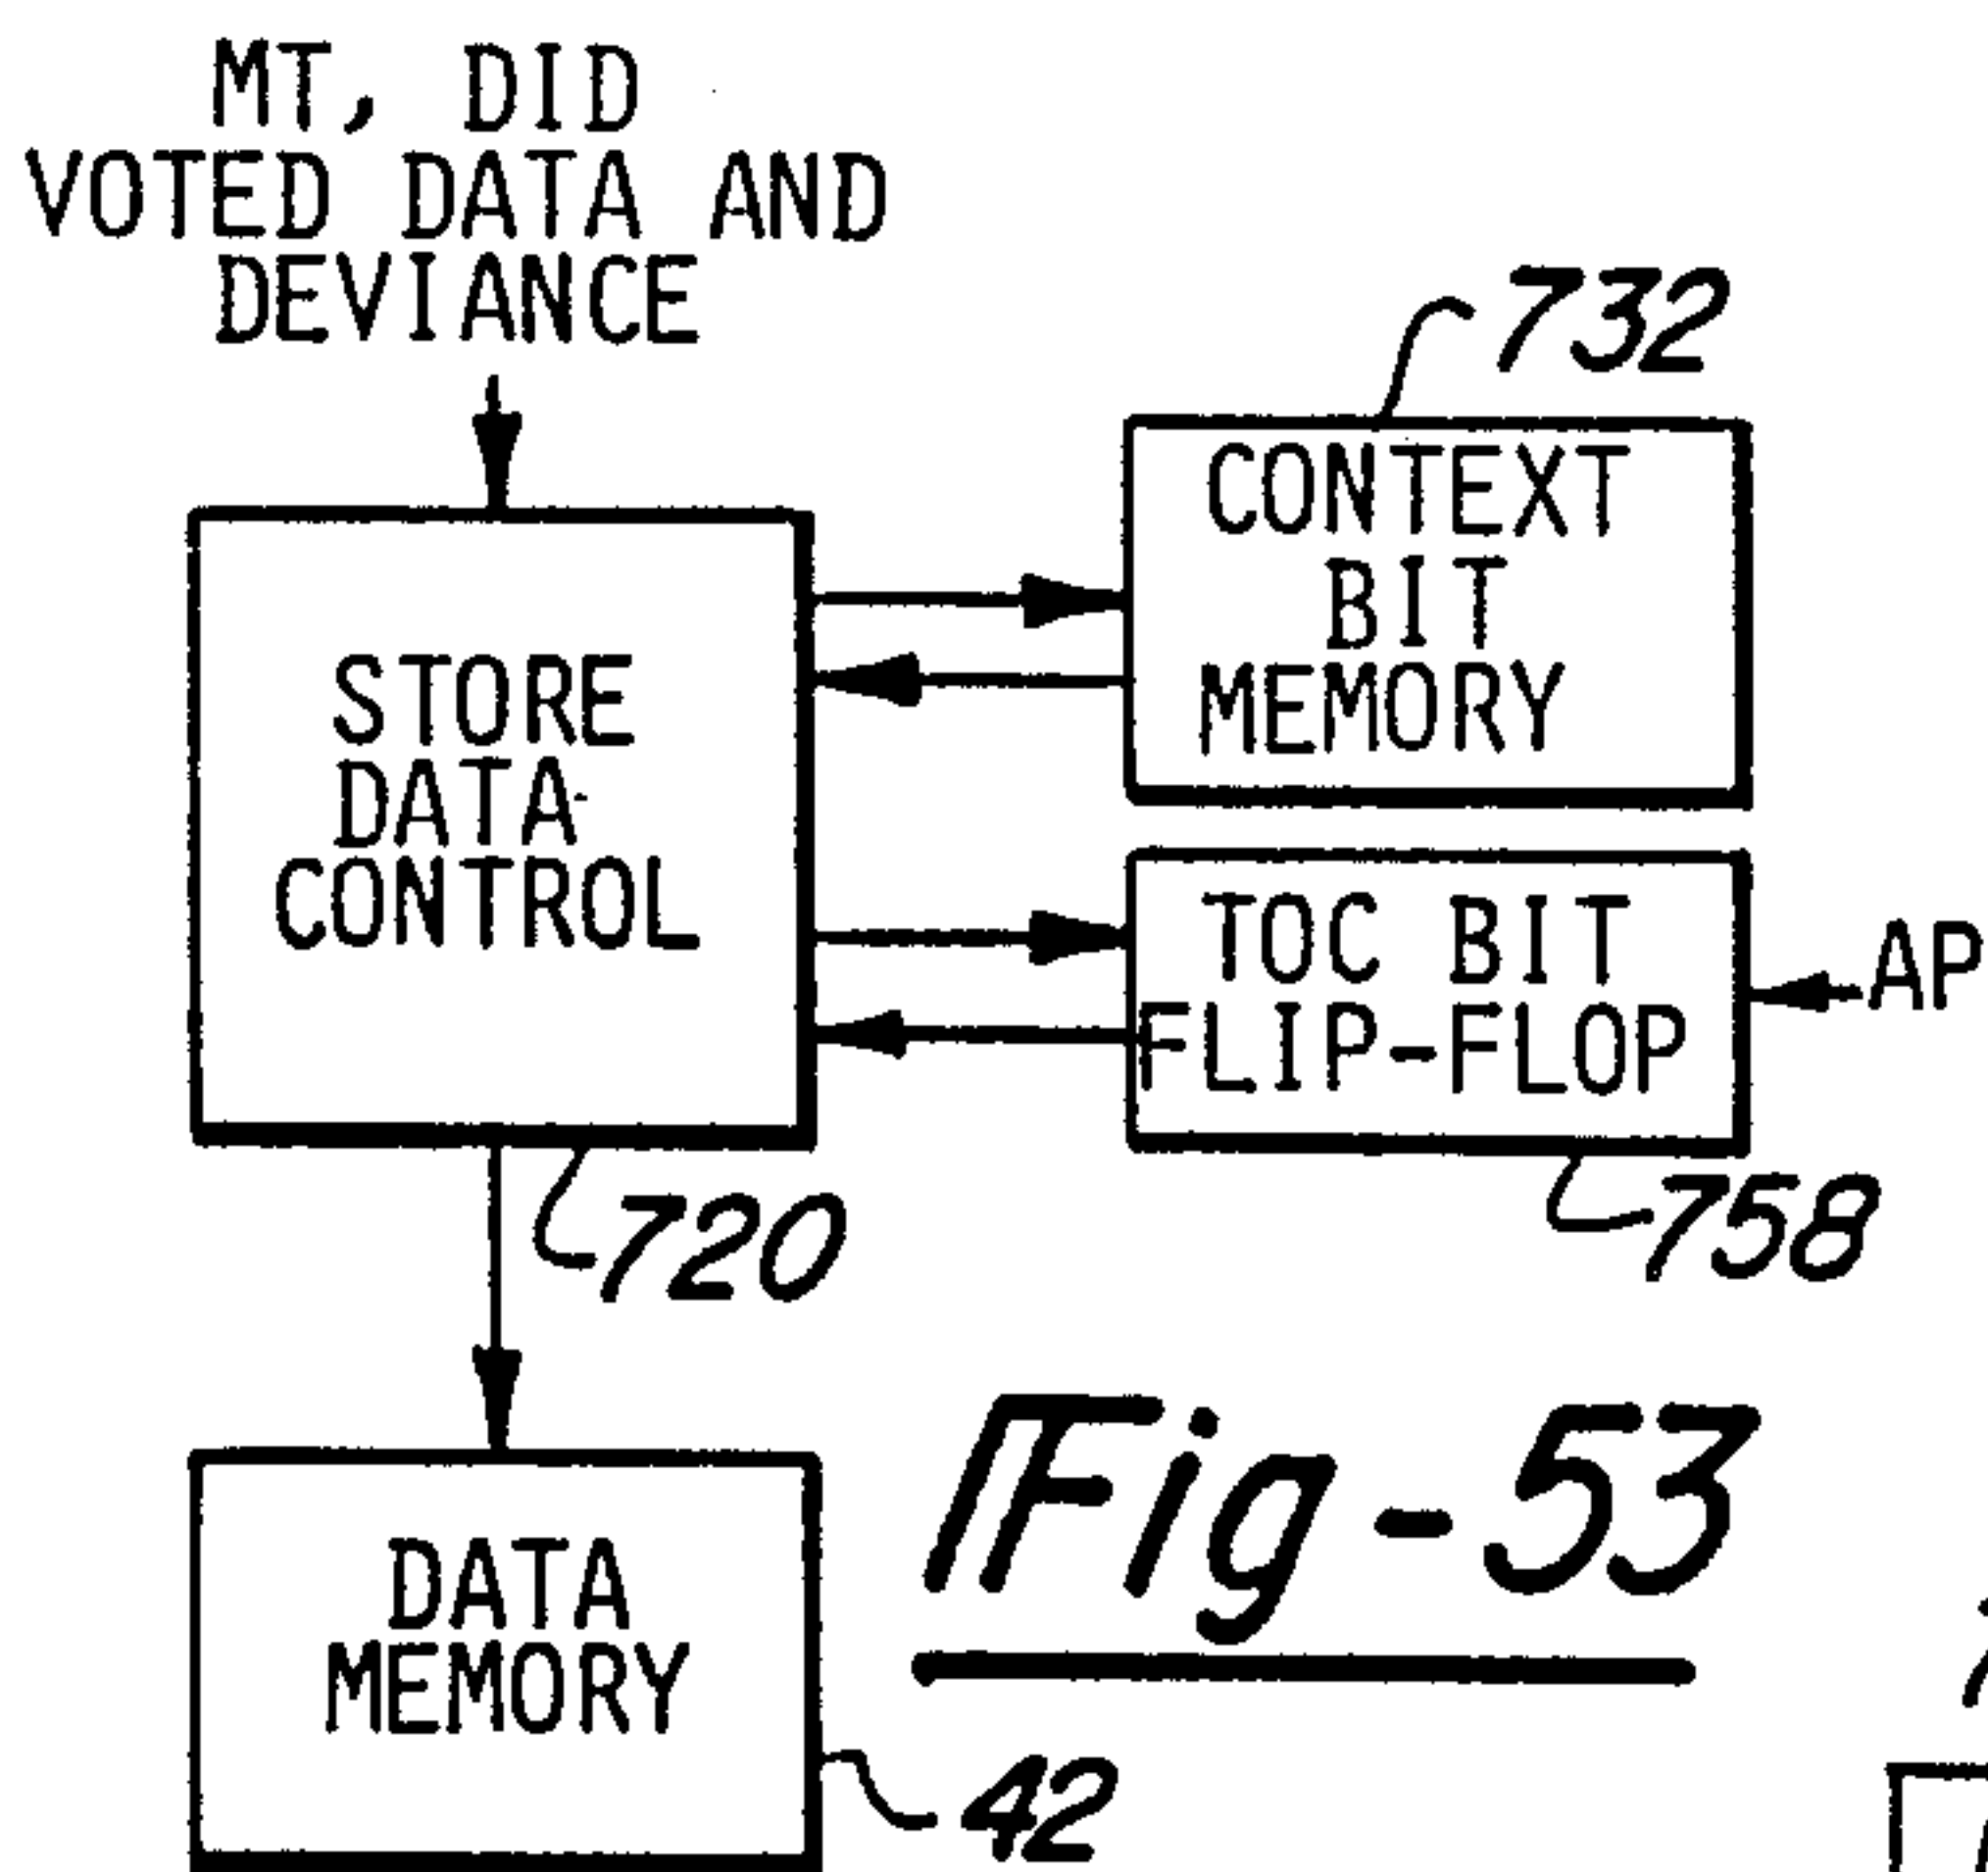 MT, DID
VOTED DATA AND
DEVIANCE
732
CONTEXT
BIT
MEMORY
STORE
DATA
CONTROL
TOC BIT
FLIP-FLOP
AP
720
758
Fig-53
DATA
MEMORY
42